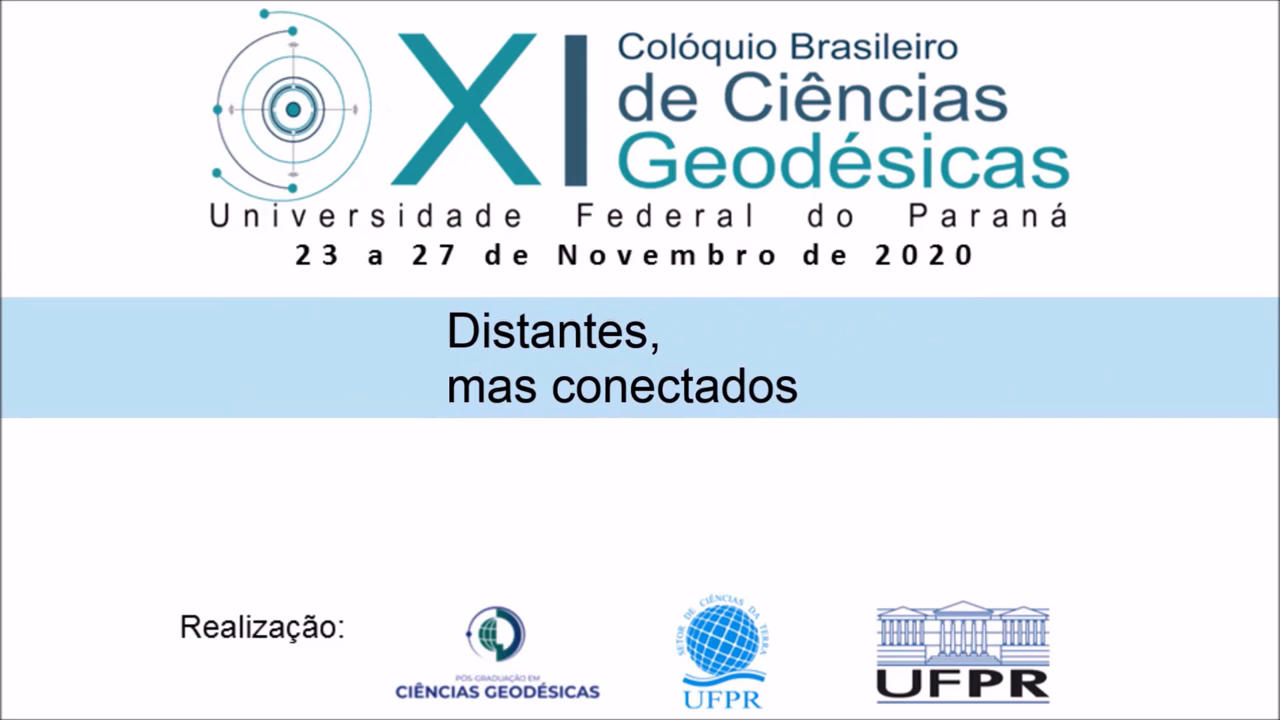 XI
Colóquio Brasileiro
de Ciências
Geodésicas
Universidade Federal do Paraná
23 a 27 de Novembro de 2020
Distantes,
mas conectados
Realização:
PÓS-GRADUAÇÃO EM
CIÊNCIAS GEODÉSICAS
SETOR DE CIÊNCIAS DA TERRA
UFPR
UFPR